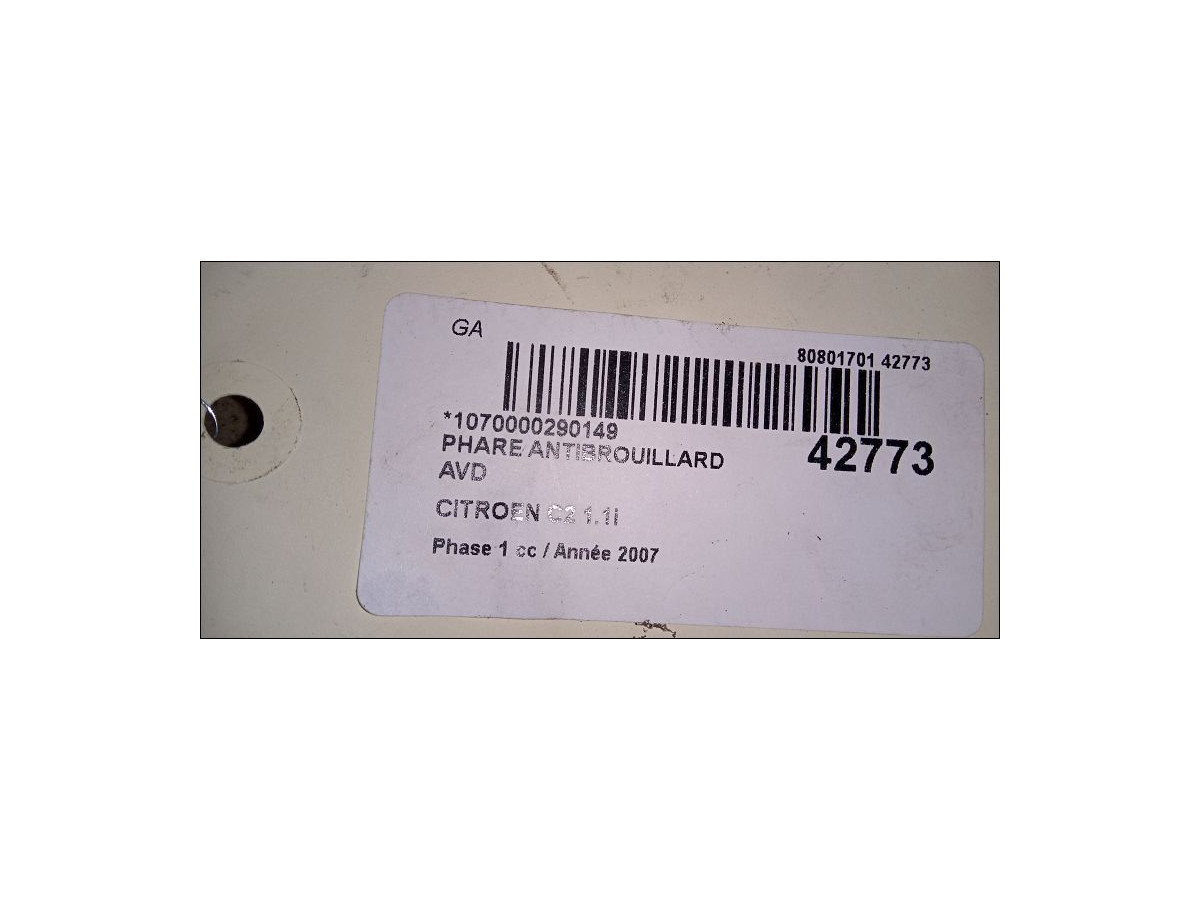 GA
80801701 42773
*1070000290149
42773
PHARE ANTIBROUILLARD
AVD
CITROEN C2 1.1i
Phase 1 cc / Année 2007